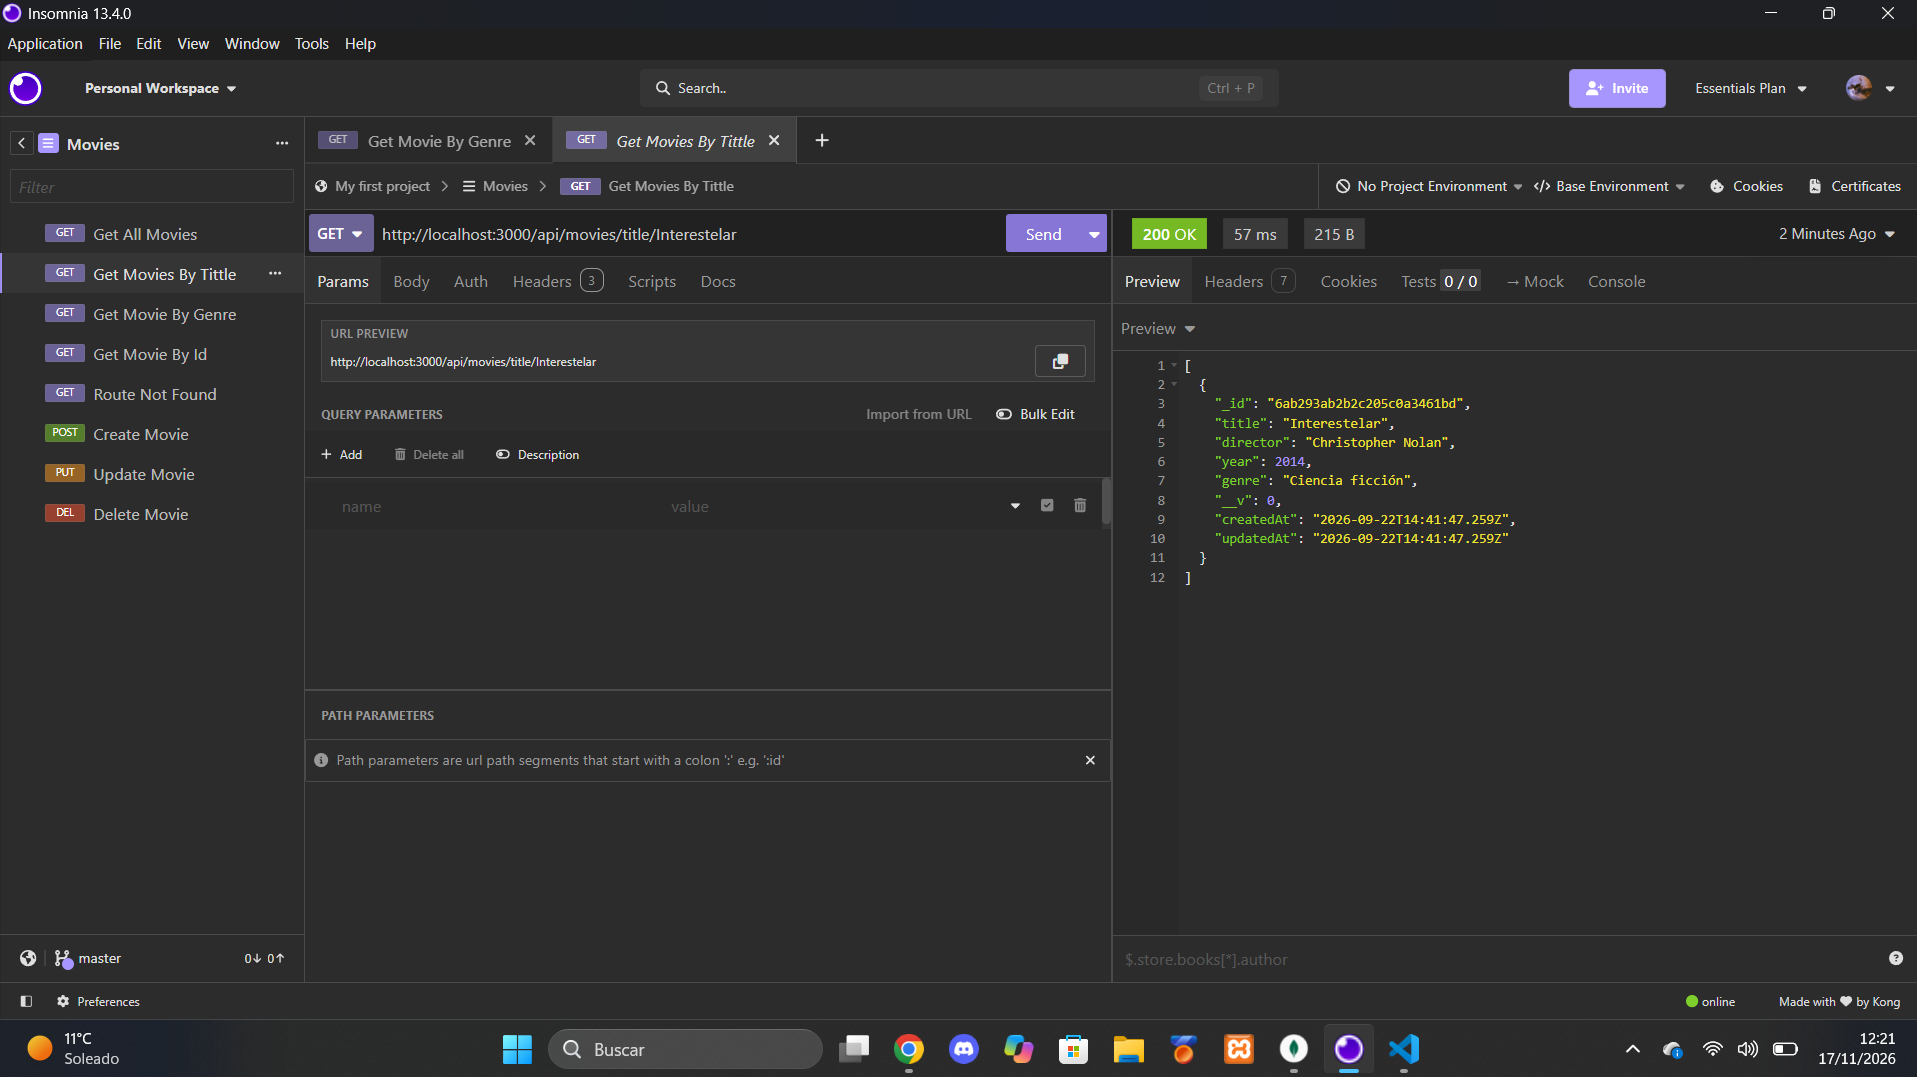 Insomnia 13.4.0
Application File Edit View Window Tools Help
Personal Workspace
Search..
Ctrl + P
Invite
Essentials Plan
Movies
Filter
GET Get All Movies
GET Get Movies By Tittle
GET Get Movie By Genre
GET Get Movie By Id
GET Route Not Found
POST Create Movie
PUT Update Movie
DEL Delete Movie
master
0↓ 0↑
GET Get Movie By Genre
GET Get Movies By Tittle
My first project > Movies > GET Get Movies By Tittle
No Project Environment
Base Environment
Cookies
Certificates
GET http://localhost:3000/api/movies/title/Interestelar
Send
Params Body Auth Headers 3 Scripts Docs
URL PREVIEW
http://localhost:3000/api/movies/title/Interestelar
QUERY PARAMETERS
Import from URL
Bulk Edit
+ Add
Delete all
Description
name
value
PATH PARAMETERS
Path parameters are url path segments that start with a colon ':' e.g. ':id'
200 OK
57 ms
215 B
2 Minutes Ago
Preview Headers 7 Cookies Tests 0 / 0 → Mock Console
Preview
1 [
2 {
3 "_id": "6ab293ab2b2c205c0a3461bd",
4 "title": "Interestelar",
5 "director": "Christopher Nolan",
6 "year": 2014,
7 "genre": "Ciencia ficción",
8 "__v": 0,
9 "createdAt": "2026-09-22T14:41:47.259Z",
10 "updatedAt": "2026-09-22T14:41:47.259Z"
11 }
12 ]
$.store.books[*].author
Preferences
online
Made with ♥ by Kong
11°C
Soleado
Buscar
12:21
17/11/2026